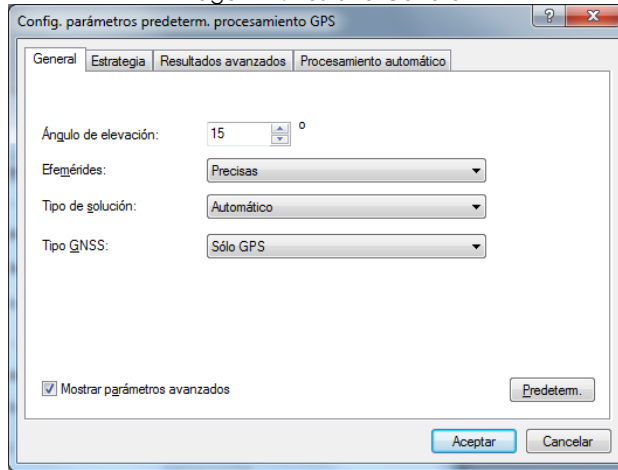 Config. parámetros predeterm. procesamiento GPS
General Estrategia Resultados avanzados Procesamiento automático
Ángulo de elevación: 15 º
Efemérides: Precisas
Tipo de solución: Automático
Tipo GNSS: Sólo GPS
Mostrar parámetros avanzados Predeterm.
Aceptar Cancelar